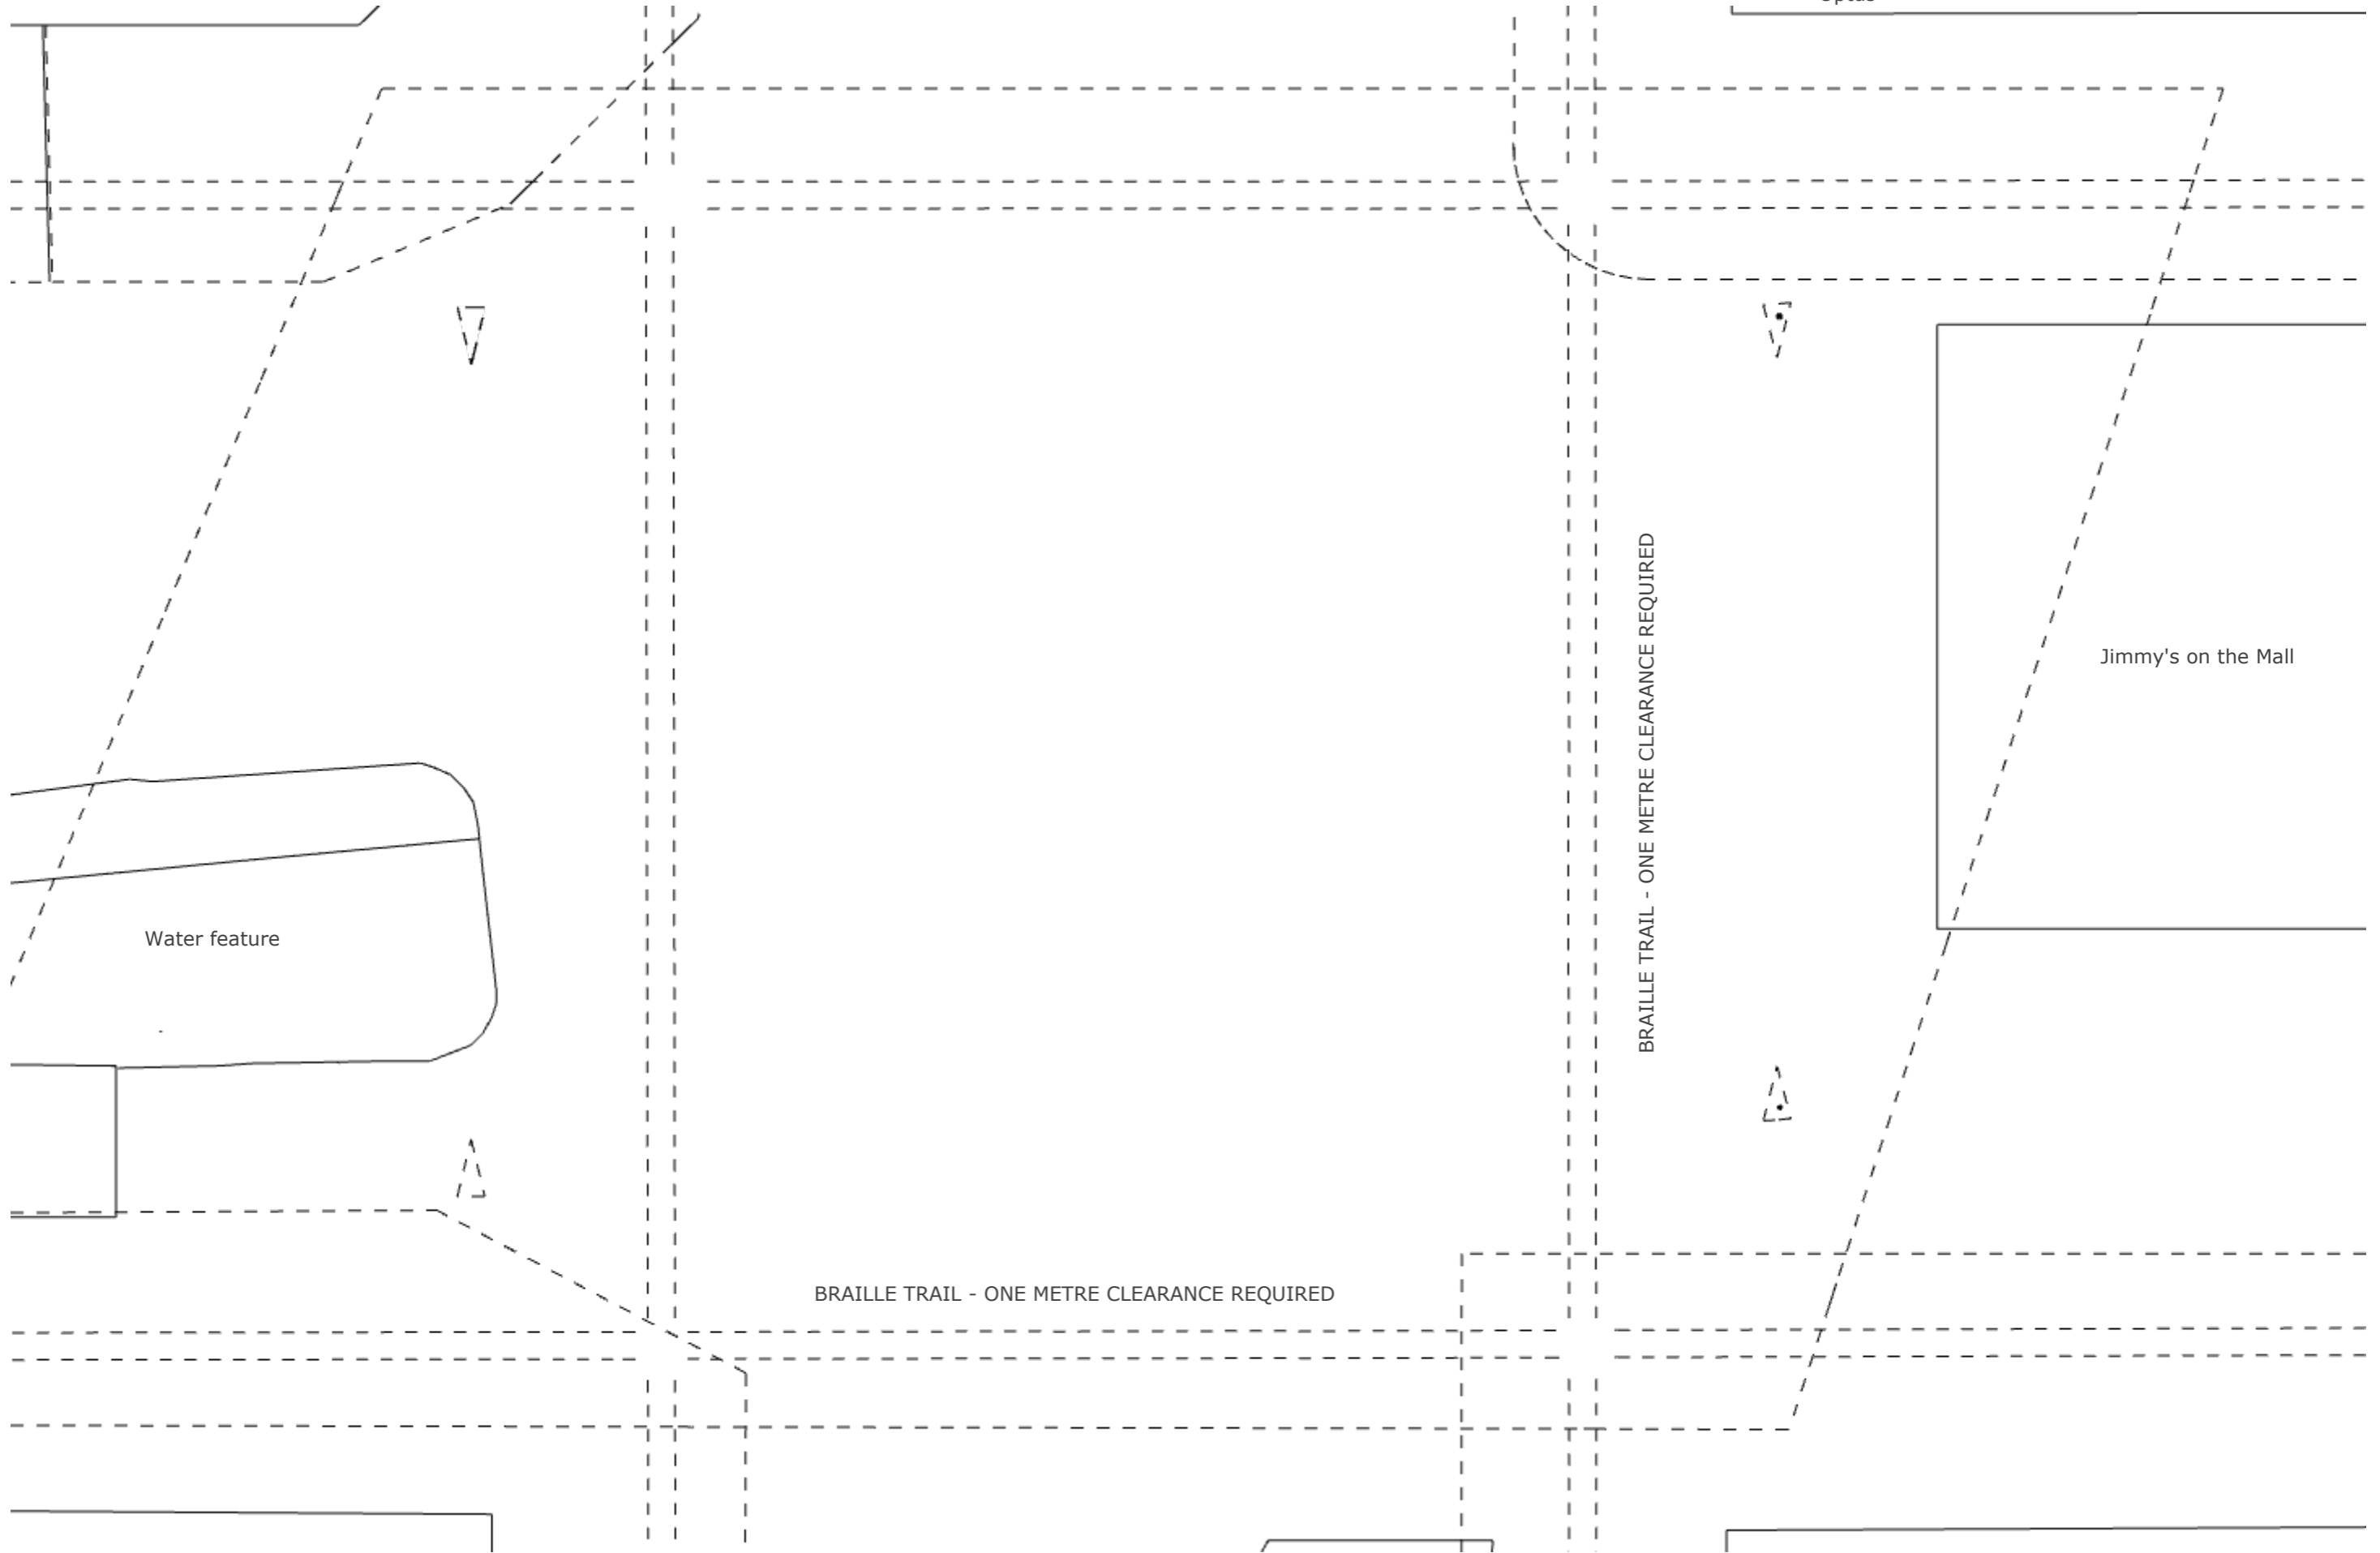 BRAILLE TRAIL - ONE METRE CLEARANCE REQUIRED
Jimmy's on the Mall
Water feature
BRAILLE TRAIL - ONE METRE CLEARANCE REQUIRED